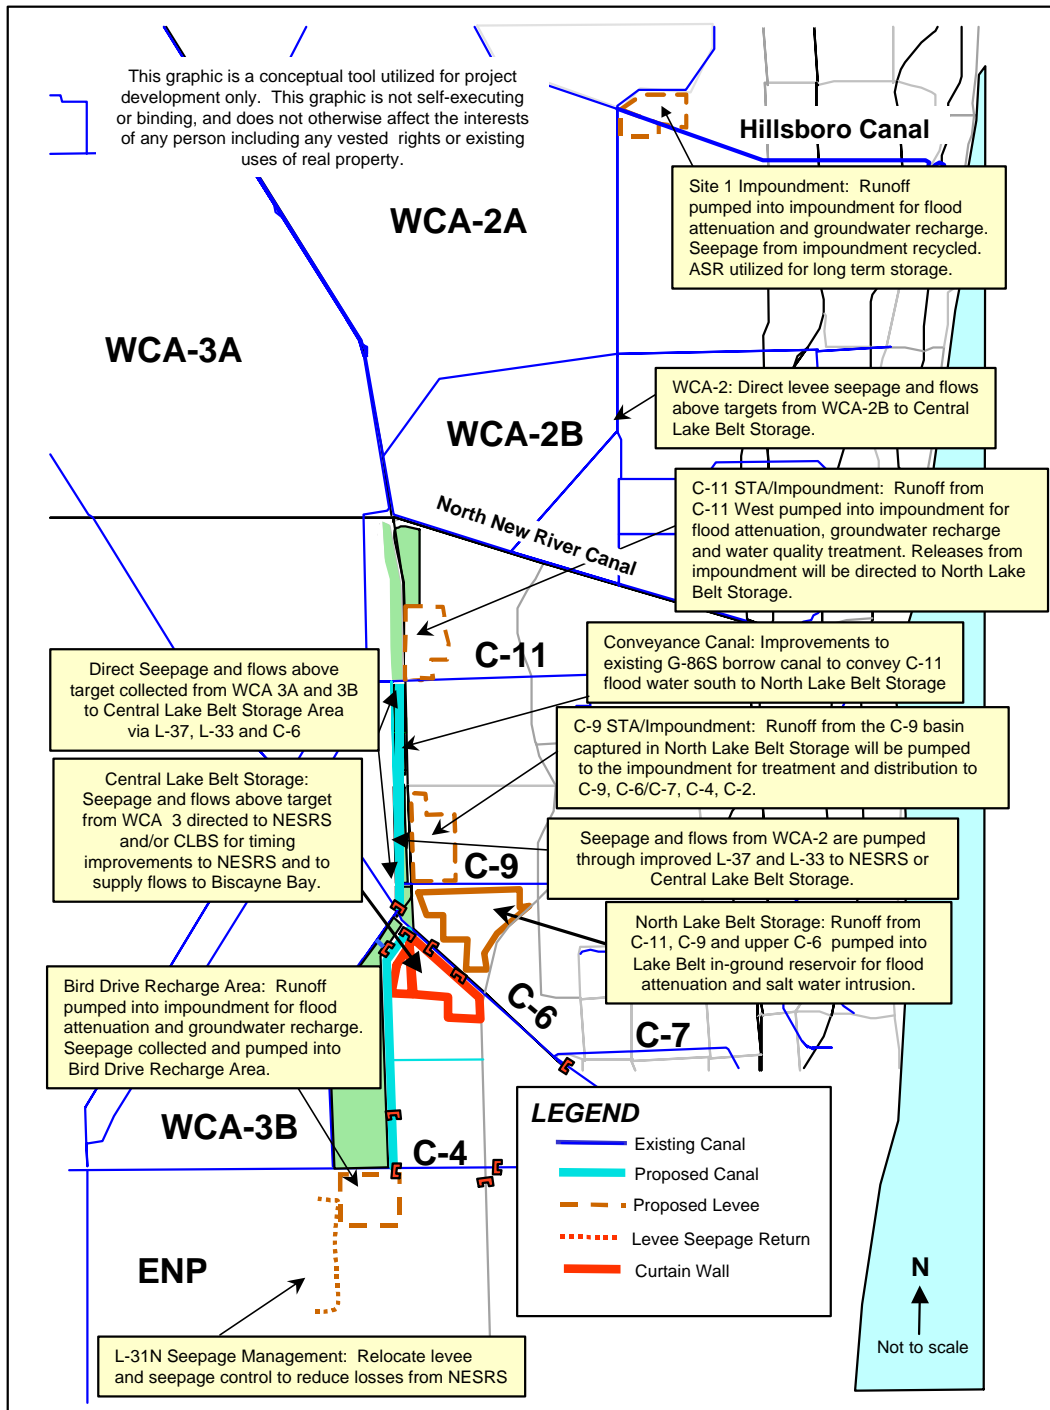 This graphic is a conceptual tool utilized for project
development only. This graphic is not self-executing
or binding, and does not otherwise affect the interests
of any person including any vested rights or existing
uses of real property.
Hillsboro Canal
Site 1 Impoundment: Runoff
pumped into impoundment for flood
attenuation and groundwater recharge.
Seepage from impoundment recycled.
ASR utilized for long term storage.
WCA-2A
WCA-3A
WCA-2: Direct levee seepage and flows
above targets from WCA-2B to Central
Lake Belt Storage.
WCA-2B
C-11 STA/Impoundment: Runoff from
C-11 West pumped into impoundment for
flood attenuation, groundwater recharge
and water quality treatment. Releases from
impoundment will be directed to North Lake
Belt Storage.
North New River Canal
Conveyance Canal: Improvements to
existing G-86S borrow canal to convey C-11
flood water south to North Lake Belt Storage
C-11
Direct Seepage and flows above
target collected from WCA 3A and 3B
to Central Lake Belt Storage Area
via L-37, L-33 and C-6
C-9 STA/Impoundment: Runoff from the C-9 basin
captured in North Lake Belt Storage will be pumped
to the impoundment for treatment and distribution to
C-9, C-6/C-7, C-4, C-2.
Central Lake Belt Storage:
Seepage and flows above target
from WCA 3 directed to NESRS
and/or CLBS for timing
improvements to NESRS and to
supply flows to Biscayne Bay.
Seepage and flows from WCA-2 are pumped
through improved L-37 and L-33 to NESRS or
Central Lake Belt Storage.
C-9
North Lake Belt Storage: Runoff from
C-11, C-9 and upper C-6 pumped into
Lake Belt in-ground reservoir for flood
attenuation and salt water intrusion.
Bird Drive Recharge Area: Runoff
pumped into impoundment for flood
attenuation and groundwater recharge.
Seepage collected and pumped into
Bird Drive Recharge Area.
C-6
C-7
WCA-3B
C-4
LEGEND
Existing Canal
Proposed Canal
Proposed Levee
Levee Seepage Return
Curtain Wall
ENP
N
Not to scale
L-31N Seepage Management: Relocate levee
and seepage control to reduce losses from NESRS